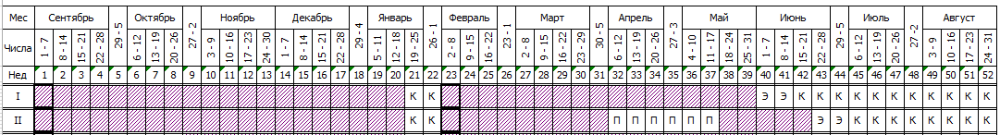 Мес Сентябрь Октябрь Ноябрь Декабрь Январь Февраль Март Апрель Май Июнь Июль Август
Числа 1 - 7 8 - 14 15 - 21 22 - 28 29 - 5 6 - 12 13 - 19 20 - 26 27 - 2 3 - 9 10 - 16 17 - 23 24 - 30 1 - 7 8 - 14 15 - 21 22 - 28 29 - 4 5 - 11 12 - 18 19 - 25 26 - 1 2 - 8 9 - 15 16 - 22 23 - 1 2 - 8 9 - 15 16 - 22 23 - 29 30 - 5 6 - 12 13 - 19 20 - 26 27 - 3 4 - 10 11 - 17 18 - 24 25 - 31 1 - 7 8 - 14 15 - 21 22 - 28 29 - 5 6 - 12 13 - 19 20 - 26 27 - 2 3 - 9 10 - 16 17 - 23 24 - 31
Нед 1 2 3 4 5 6 7 8 9 10 11 12 13 14 15 16 17 18 19 20 21 22 23 24 25 26 27 28 29 30 31 32 33 34 35 36 37 38 39 40 41 42 43 44 45 46 47 48 49 50 51 52
I К К Э Э К К К К К К К К К К К
II К К П П П П П П Э Э К К К К К К К К